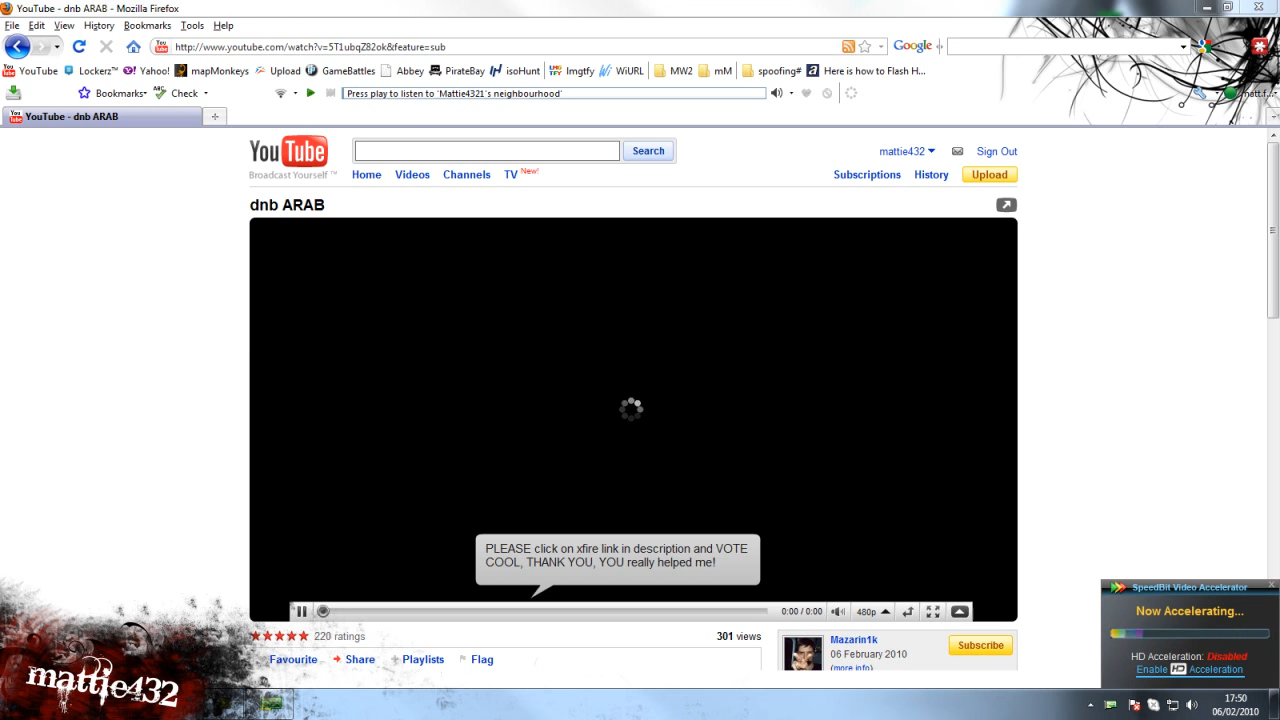 YouTube - dnb ARAB - Mozilla Firefox
File Edit View History Bookmarks Tools Help
http://www.youtube.com/watch?v=5T1ubqZ82ok&feature=sub
Google
YouTube Lockerz™ Yahoo! mapMonkeys Upload GameBattles Abbey PirateBay isoHunt Imgtfy WiURL MW2 mM spoofing# Here is how to Flash H...
Bookmarks Check Press play to listen to 'Mattie4321's neighbourhood' matt.f...
YouTube - dnb ARAB
YouTube
Broadcast Yourself ™
Search
mattie432 Sign Out
Home Videos Channels TV New!
Subscriptions History Upload
dnb ARAB
PLEASE click on xfire link in description and VOTE
COOL, THANK YOU, YOU really helped me!
0:00 / 0:00 480p
220 ratings 301 views
Favourite Share Playlists Flag
Mazarin1k
06 February 2010
(more info)
Subscribe
SpeedBit Video Accelerator
Now Accelerating...
HD Acceleration: Disabled
Enable HD Acceleration
mattie432
17:50
06/02/2010